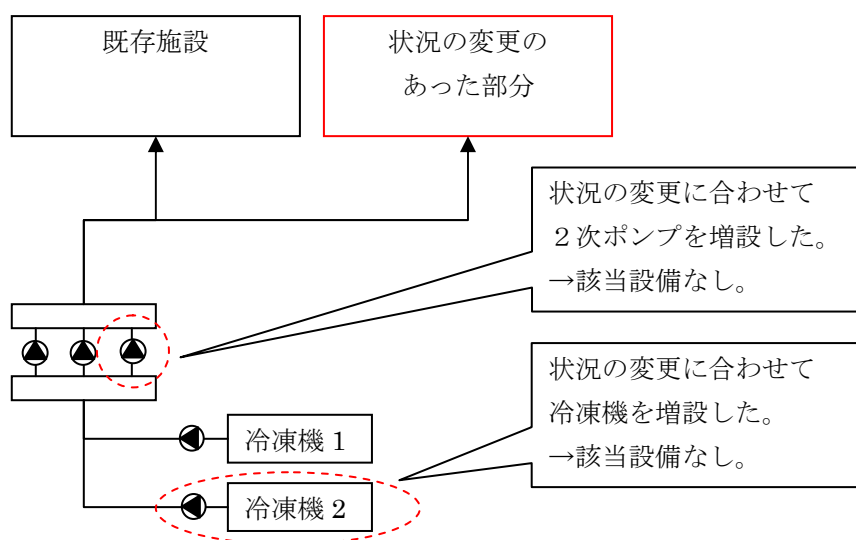 既存施設
状況の変更の
あった部分
状況の変更に合わせて
２次ポンプを増設した。
→該当設備なし。
状況の変更に合わせて
冷凍機を増設した。
→該当設備なし。
冷凍機 1
冷凍機 2